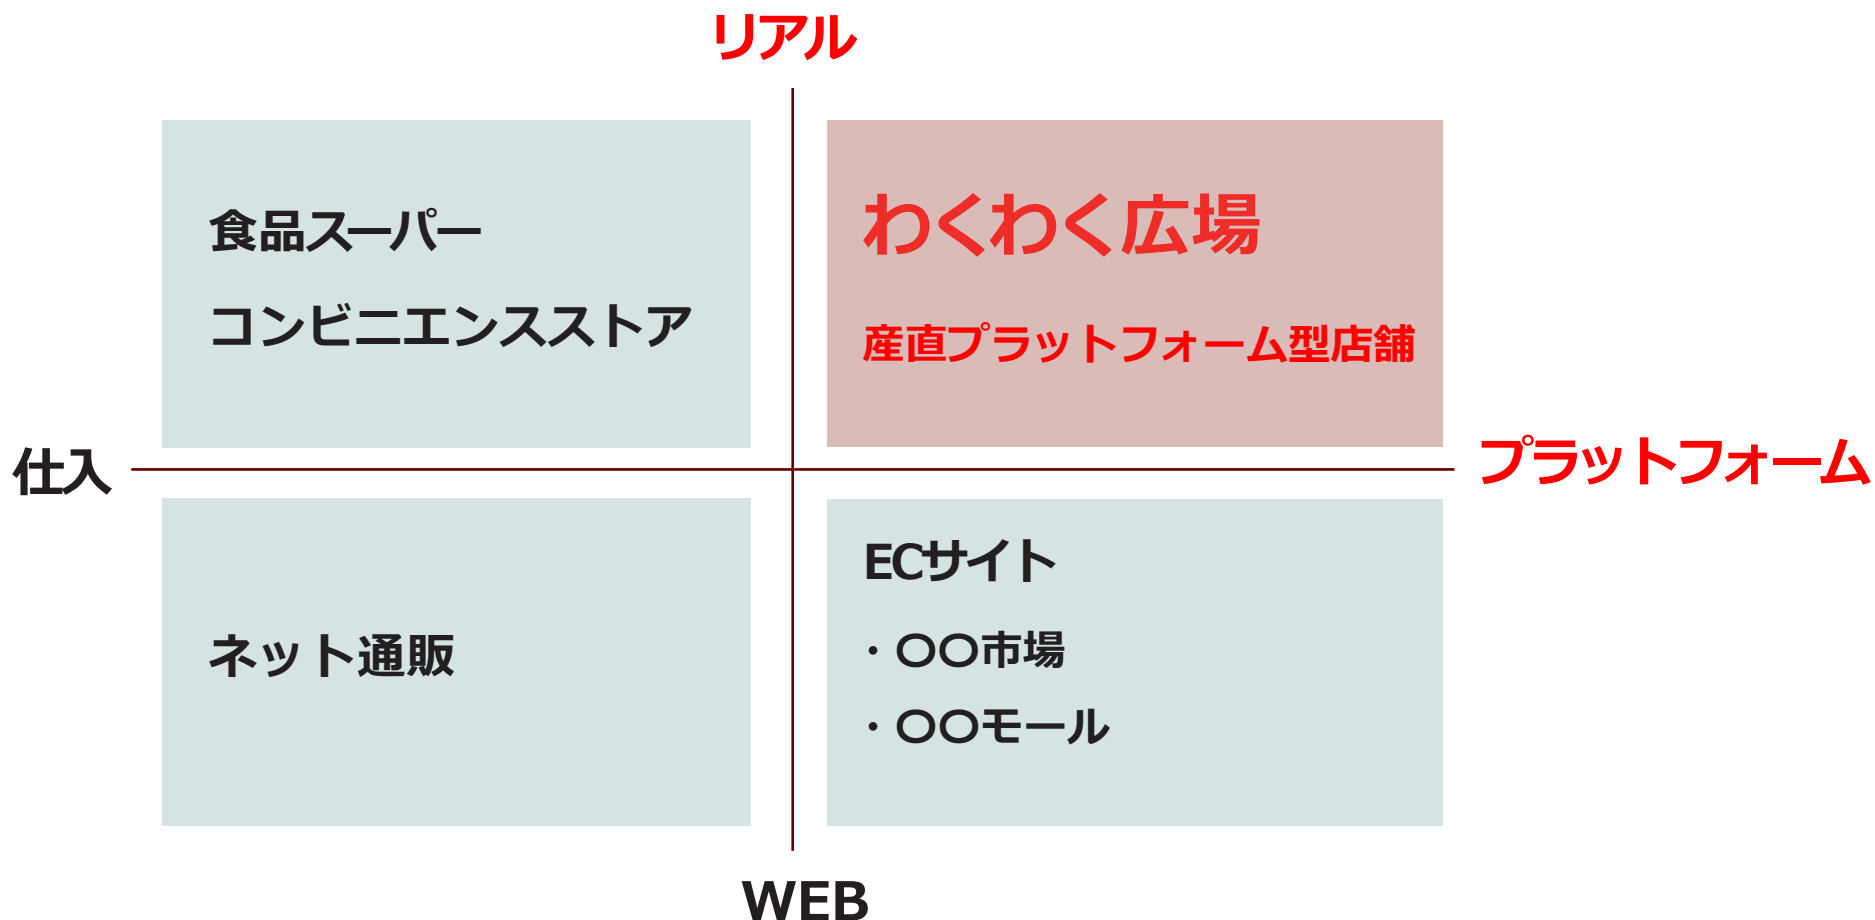 リアル
食品スーパー
コンビニエンスストア
わくわく広場
産直プラットフォーム型店舗
仕入
プラットフォーム
ネット通販
ECサイト
・〇〇市場
・〇〇モール
WEB